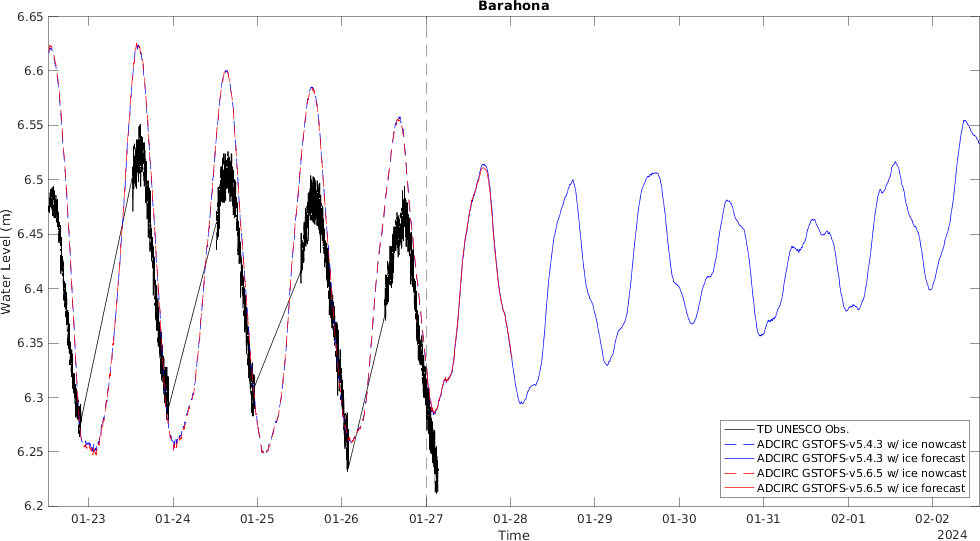 Barahona
6.65
6.6
6.55
6.5
6.45
6.4
6.35
6.3
6.25
6.2
Water Level (m)
01-23 01-24 01-25 01-26 01-27 01-28 01-29 01-30 01-31 02-01 02-02
Time
2024
TD UNESCO Obs.
ADCIRC GSTOFS-v5.4.3 w/ ice nowcast
ADCIRC GSTOFS-v5.4.3 w/ ice forecast
ADCIRC GSTOFS-v5.6.5 w/ ice nowcast
ADCIRC GSTOFS-v5.6.5 w/ ice forecast